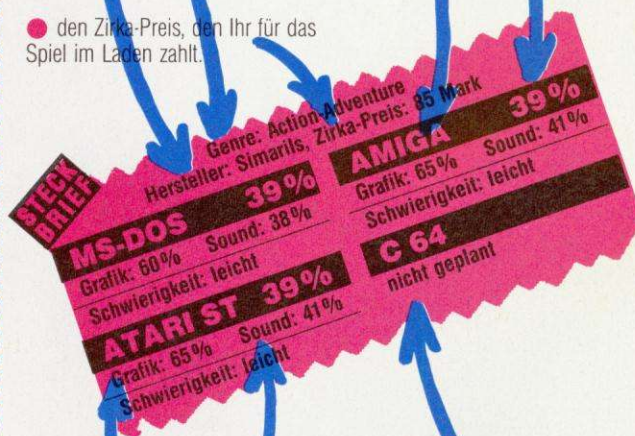 den Zirka-Preis, den Ihr für das
Spiel im Laden zahlt.
STECK-
BRIEF
Genre: Action-Adventure
Hersteller: Simarils, Zirka-Preis: 85 Mark
MS-DOS 39%
Grafik: 60% Sound: 38%
Schwierigkeit: leicht
ATARI ST 39%
Grafik: 65% Sound: 41%
Schwierigkeit: leicht
AMIGA 39%
Grafik: 65% Sound: 41%
Schwierigkeit: leicht
C 64
nicht geplant